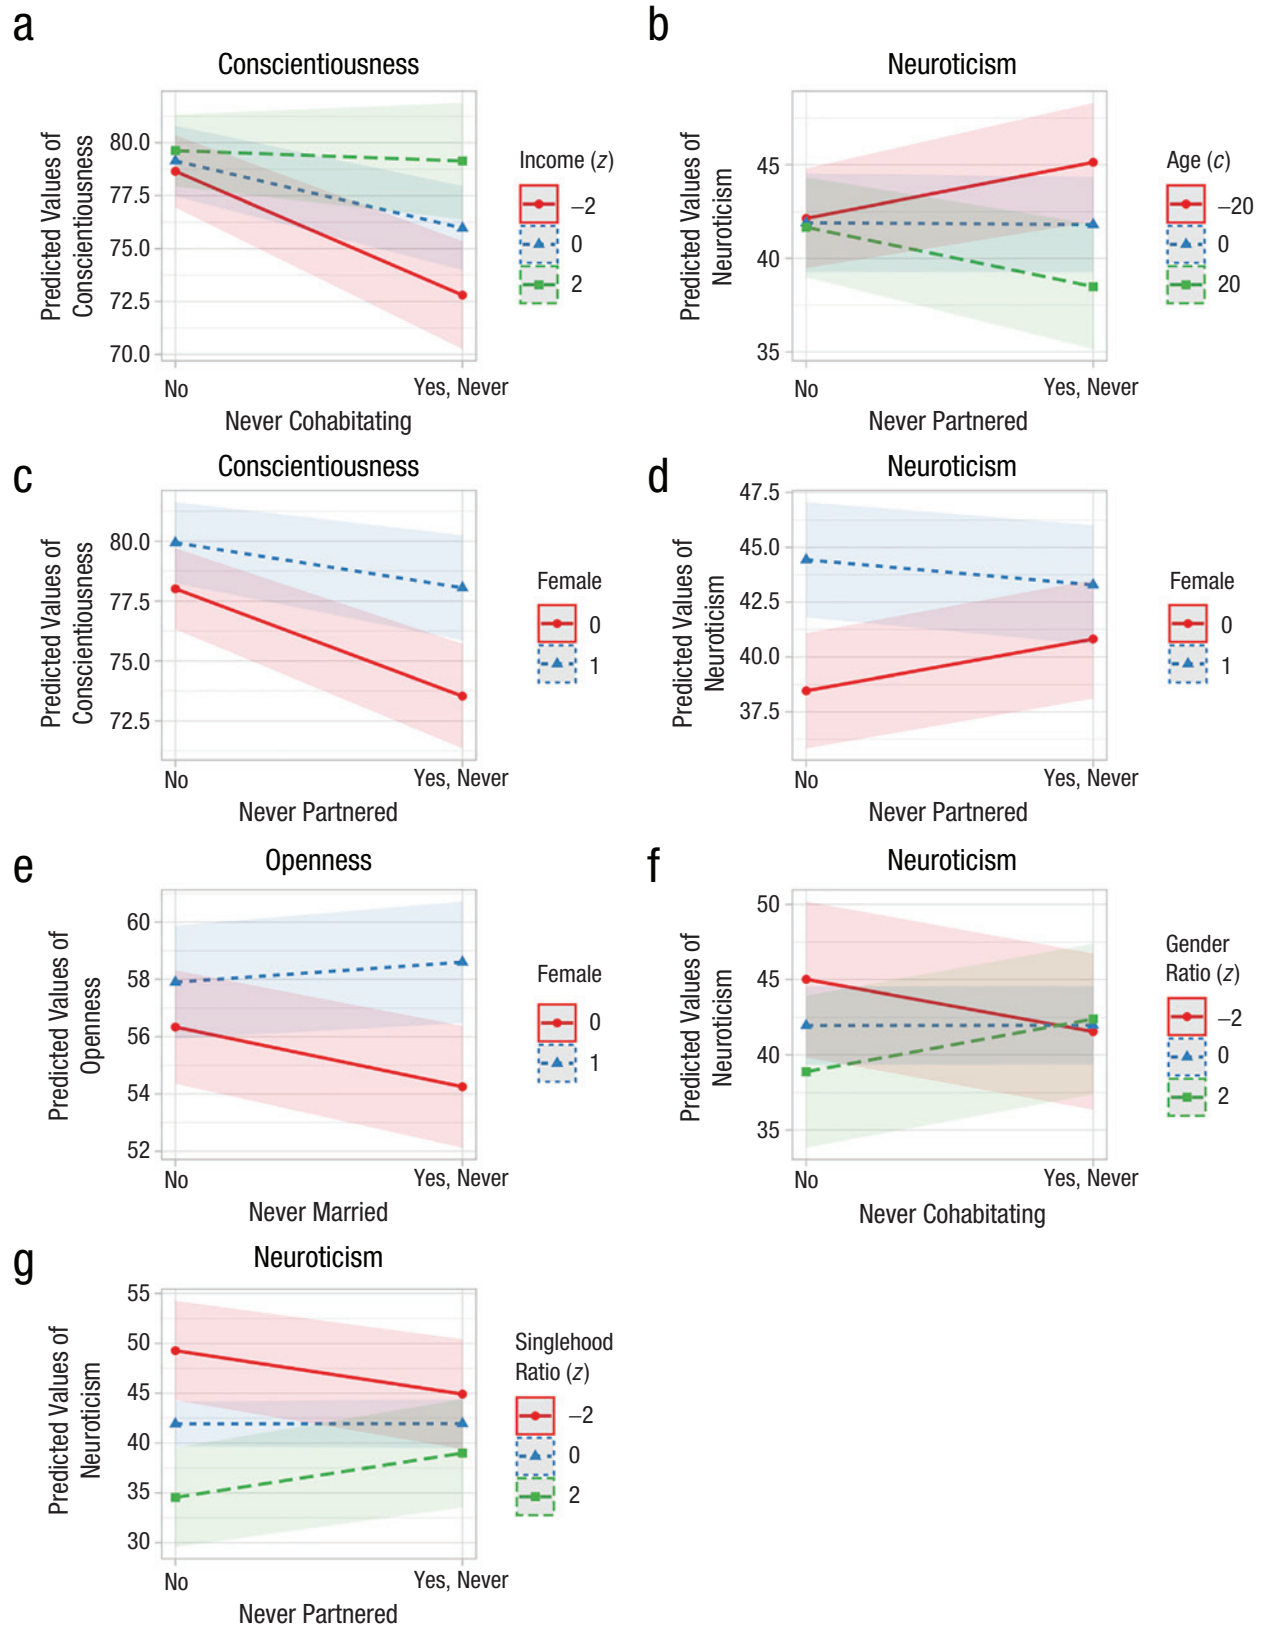 a
Conscientiousness
Predicted Values of
Conscientiousness
80.0
77.5
75.0
72.5
70.0
No
Yes, Never
Never Cohabitating
Income (z)
−2
0
2
b
Neuroticism
Predicted Values of
Neuroticism
45
40
35
No
Yes, Never
Never Partnered
Age (c)
−20
0
20
c
Conscientiousness
Predicted Values of
Conscientiousness
80.0
77.5
75.0
72.5
No
Yes, Never
Never Partnered
Female
0
1
d
Neuroticism
Predicted Values of
Neuroticism
47.5
45.0
42.5
40.0
37.5
No
Yes, Never
Never Partnered
Female
0
1
e
Openness
Predicted Values of
Openness
60
58
56
54
52
No
Yes, Never
Never Married
Female
0
1
f
Neuroticism
Predicted Values of
Neuroticism
50
45
40
35
No
Yes, Never
Never Cohabitating
Gender
Ratio (z)
−2
0
2
g
Neuroticism
Predicted Values of
Neuroticism
55
50
45
40
35
30
No
Yes, Never
Never Partnered
Singlehood
Ratio (z)
−2
0
2